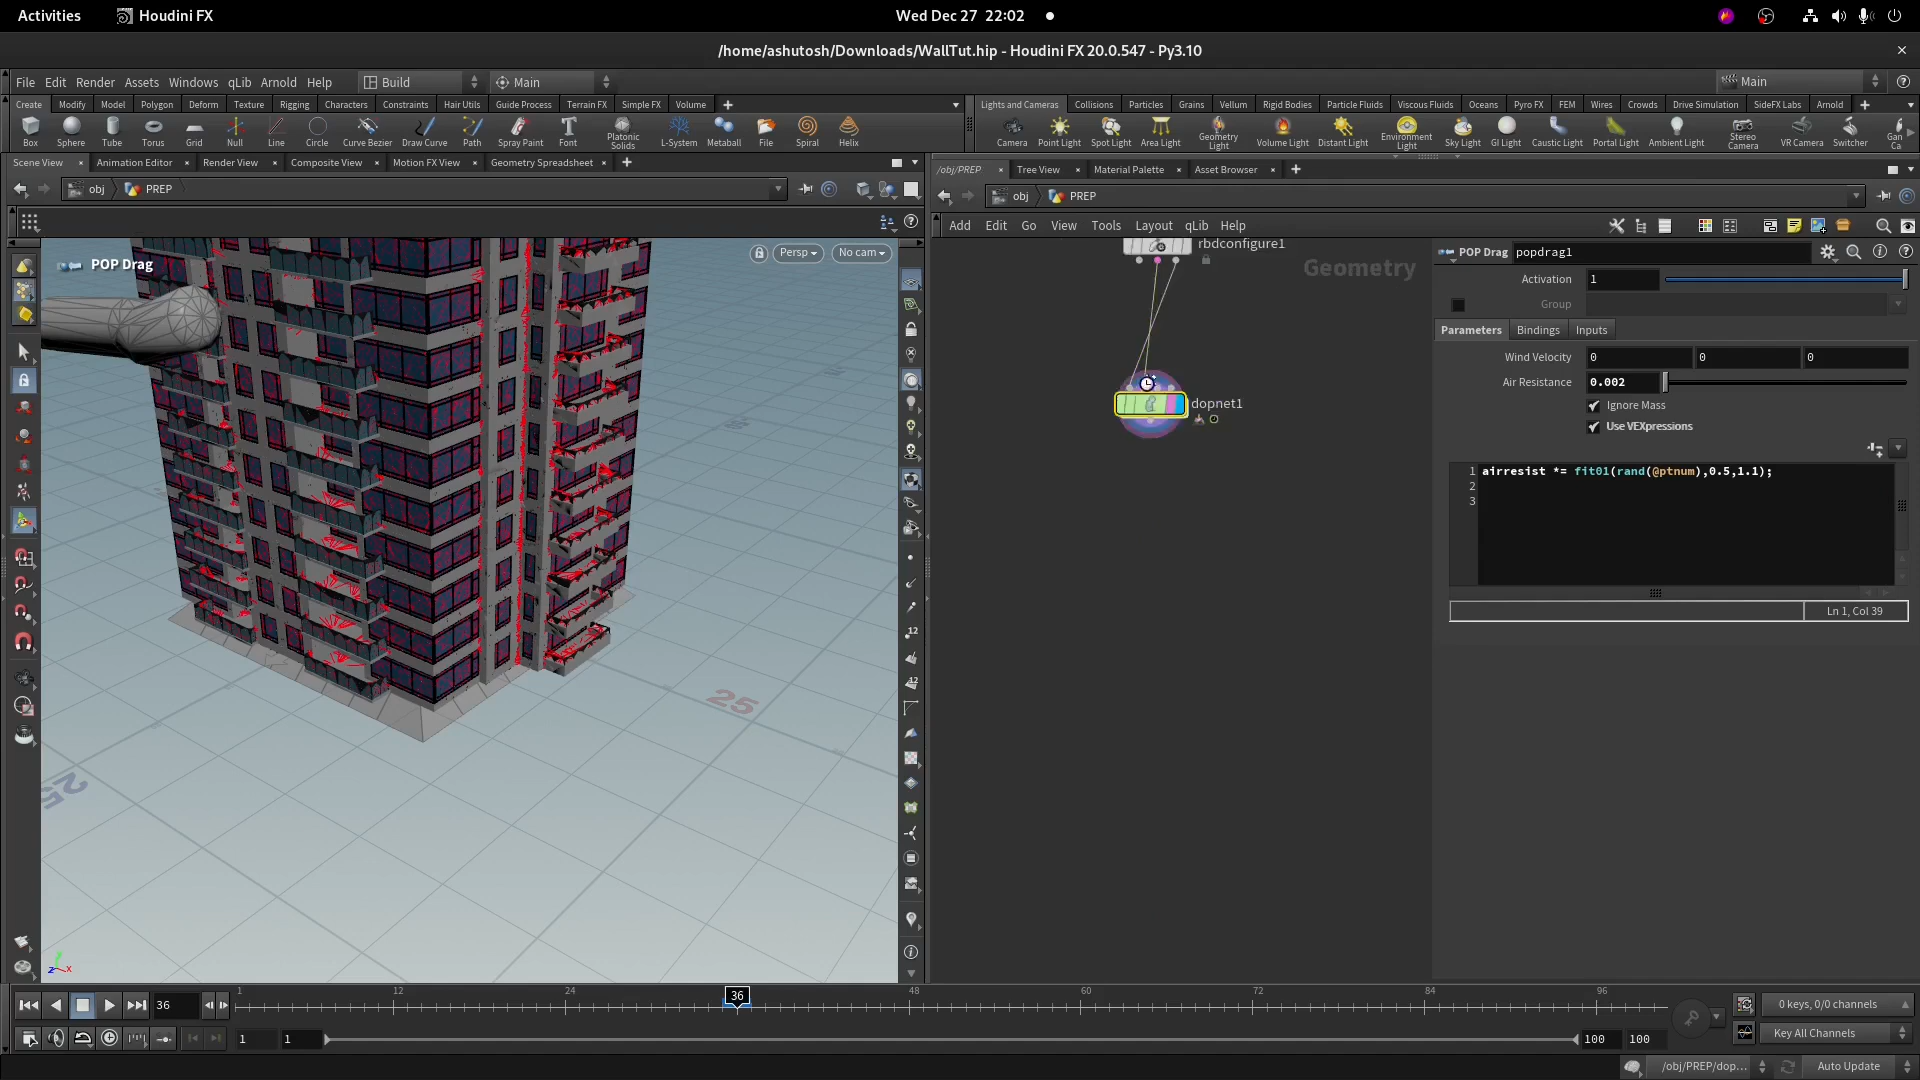 Activities
Houdini FX
Wed Dec 27 22:02
/home/ashutosh/Downloads/WallTut.hip - Houdini FX 20.0.547 - Py3.10
File Edit Render Assets Windows qLib Arnold Help
Build
Main
Main
Create Modify Model Polygon Deform Texture Rigging Characters Constraints Hair Utils Guide Process Terrain FX Simple FX Volume
Lights and Cameras Collisions Particles Grains Vellum Rigid Bodies Particle Fluids Viscous Fluids Oceans Pyro FX FEM Wires Crowds Drive Simulation SideFX Labs Arnold
Box Sphere Tube Torus Grid Null Line Circle Curve Bezier Draw Curve Path Spray Paint Font Platonic Solids L-System Metaball File Spiral Helix
Camera Point Light Spot Light Area Light Geometry Light Volume Light Distant Light Environment Light Sky Light GI Light Caustic Light Portal Light Ambient Light Stereo Camera VR Camera Switcher Gan Ca
Scene View Animation Editor Render View Composite View Motion FX View Geometry Spreadsheet
/obj/PREP Tree View Material Palette Asset Browser
obj PREP
obj PREP
Add Edit Go View Tools Layout qLib Help
POP Drag
Persp
No cam
rbdconfigure1
Geometry
dopnet1
POP Drag popdrag1
Activation 1
Group
Parameters Bindings Inputs
Wind Velocity 0 0 0
Air Resistance 0.002
Ignore Mass
Use VEXpressions
1 airresist *= fit01(rand(@ptnum),0.5,1.1);
2
3
Ln 1, Col 39
12
12
25
25
z x
36
1 12 24 36 48 60 72 84 96
0 keys, 0/0 channels
1 1 100 100
Key All Channels
/obj/PREP/dop...
Auto Update